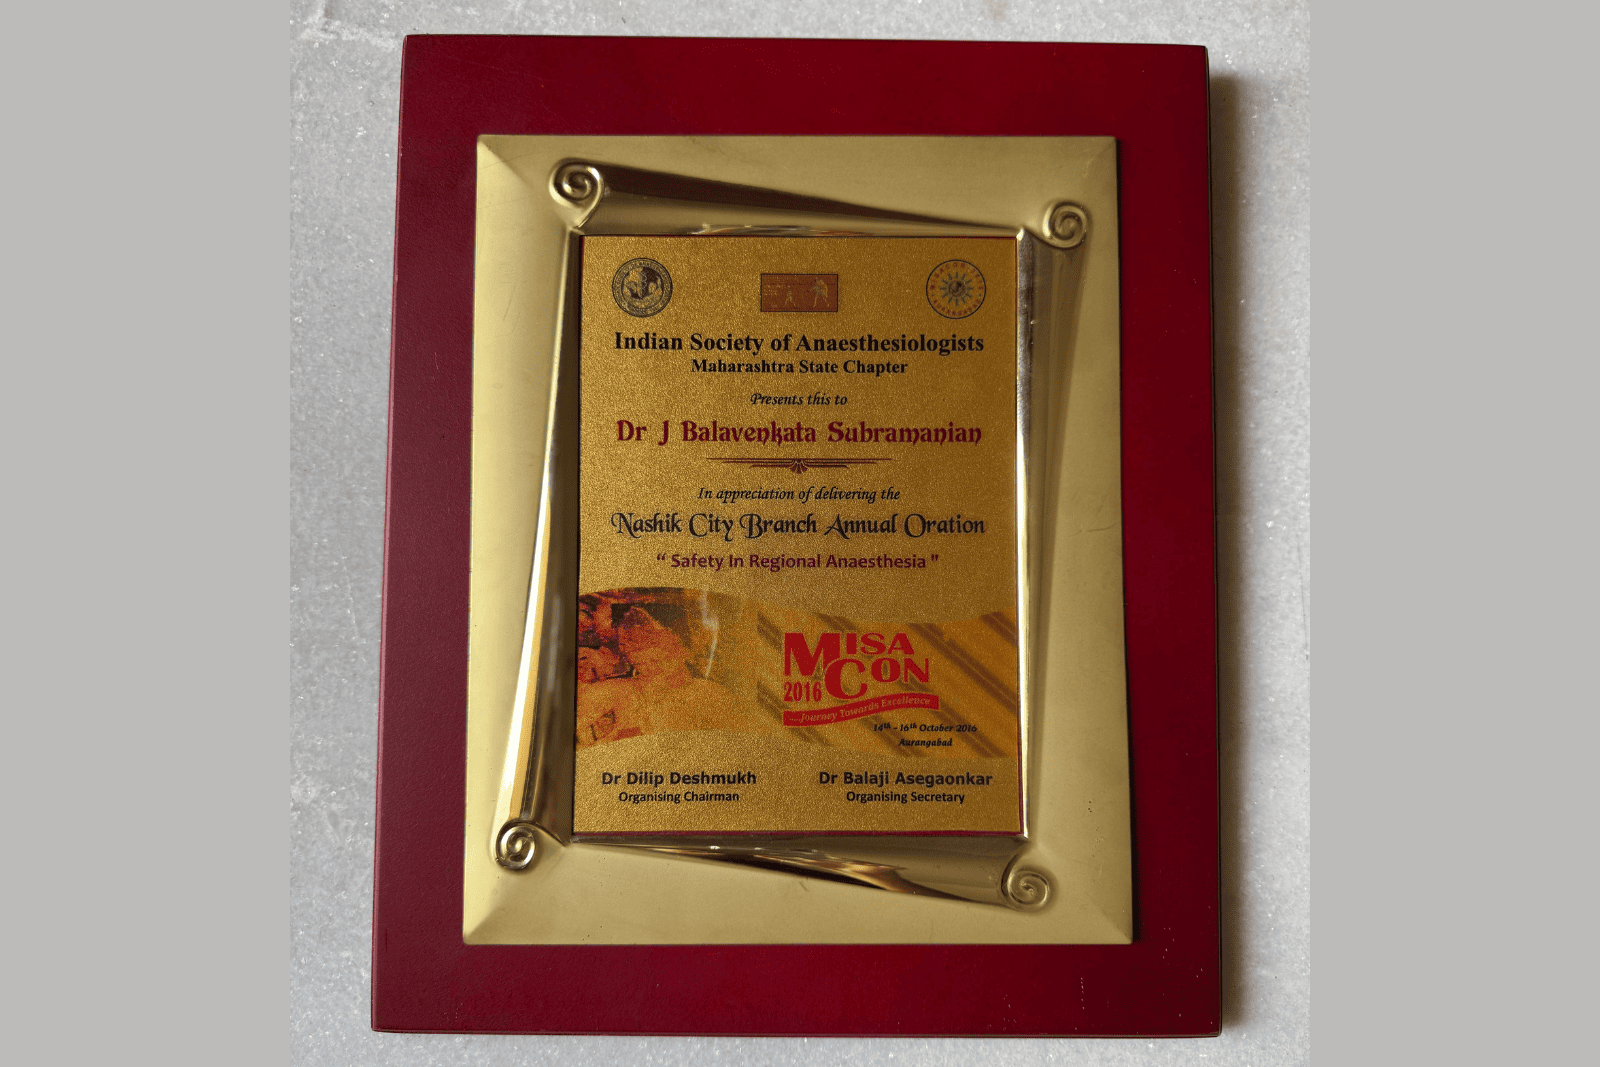 Indian Society of Anaesthesiologists
Maharashtra State Chapter
Presents this to
Dr J Balavenkata Subramanian
In appreciation of delivering the
Nashik City Branch Annual Oration
“ Safety In Regional Anaesthesia "
MISA
CON
2016
....Journey Towards Excellence
14th - 16th October 2016
Aurangabad
Dr Dilip Deshmukh
Organising Chairman
Dr Balaji Asegaonkar
Organising Secretary